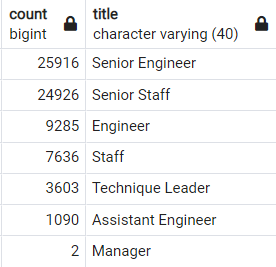 count title
bigint character varying (40)
25916 Senior Engineer
24926 Senior Staff
9285 Engineer
7636 Staff
3603 Technique Leader
1090 Assistant Engineer
2 Manager